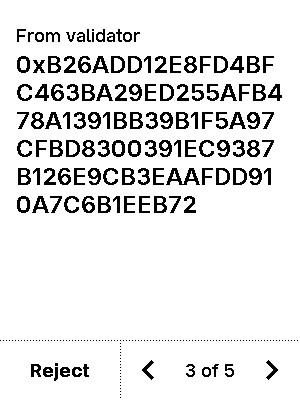 From validator
0xB26ADD12E8FD4BF
C463BA29ED255AFB4
78A1391BB39B1F5A97
CFBD8300391EC9387
B126E9CB3EAAFDD91
0A7C6B1EEB72
Reject
3 of 5